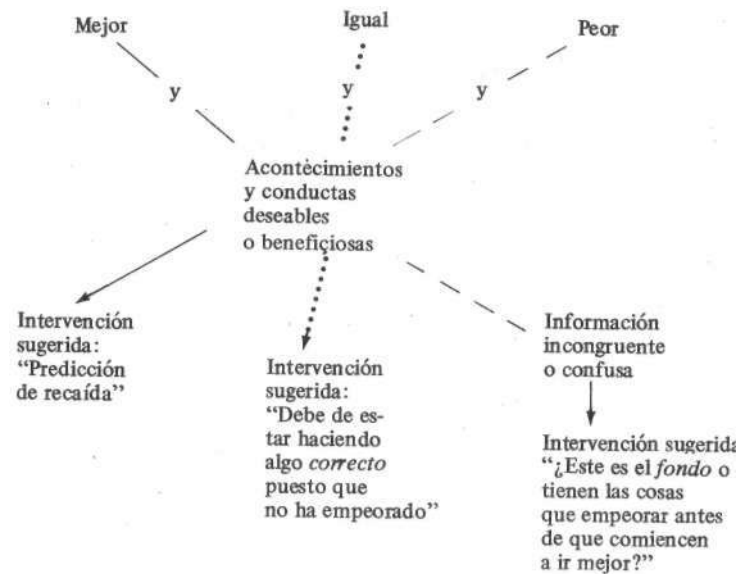 Mejor
Igual
Peor
y
y
y
Acontecimientos
y conductas
deseables
o beneficiosas
Intervención
sugerida:
“Predicción
de recaída”
Intervención
sugerida:
“Debe de es-
tar haciendo
algo correcto
puesto que
no ha empeorado”
Información
incongruente
o confusa
Intervención sugerida
“¿Este es el fondo o
tienen las cosas
que empeorar antes
de que comiencen
a ir mejor?”